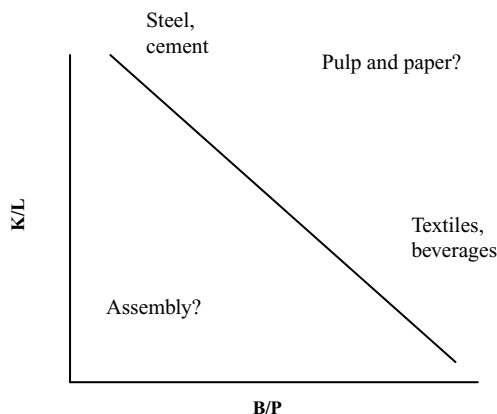 Steel,
cement
Pulp and paper?
K/L
Textiles,
beverages
Assembly?
B/P